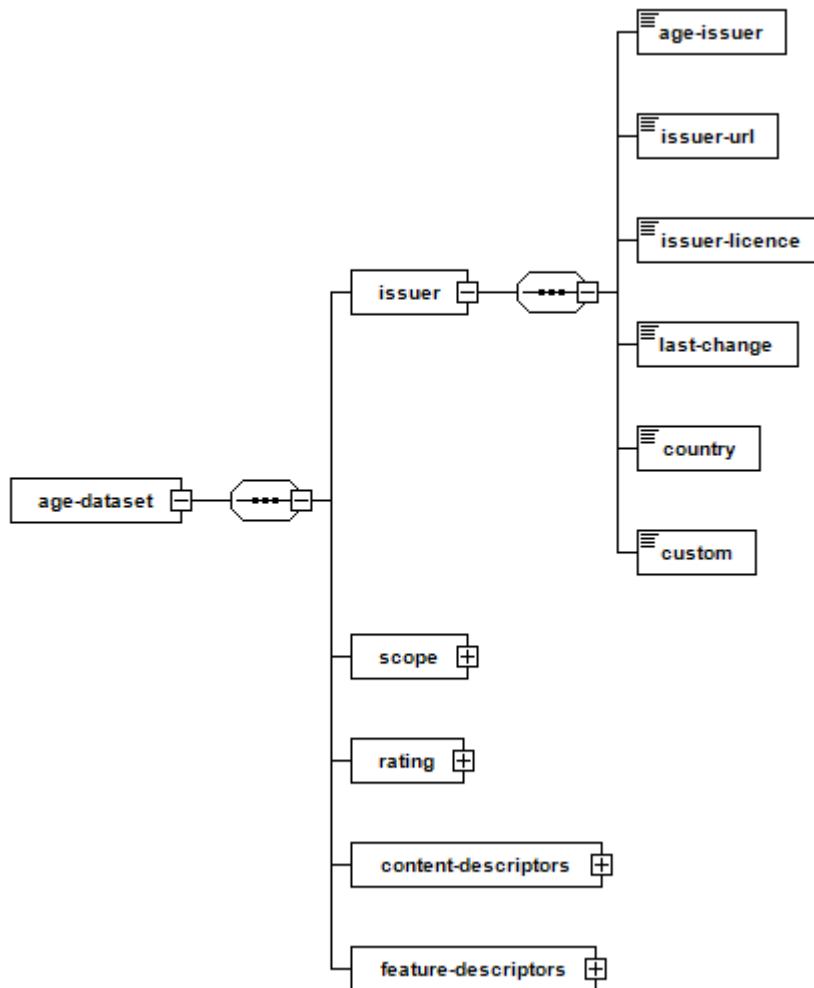 age-issuer
issuer-url
issuer-licence
issuer
last-change
country
age-dataset
custom
scope
rating
content-descriptors
feature-descriptors